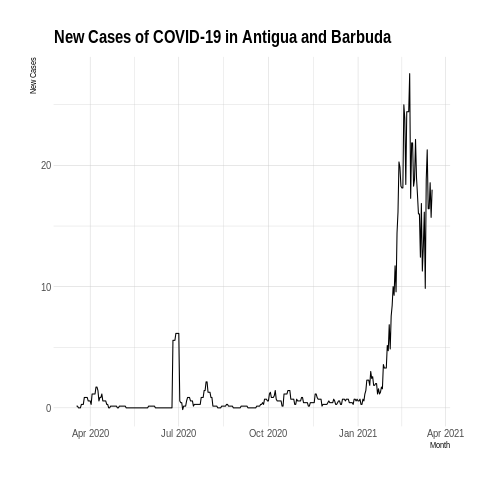 New Cases of COVID-19 in Antigua and Barbuda
New Cases
20
10
0
Apr 2020 Jul 2020 Oct 2020 Jan 2021 Apr 2021
Month